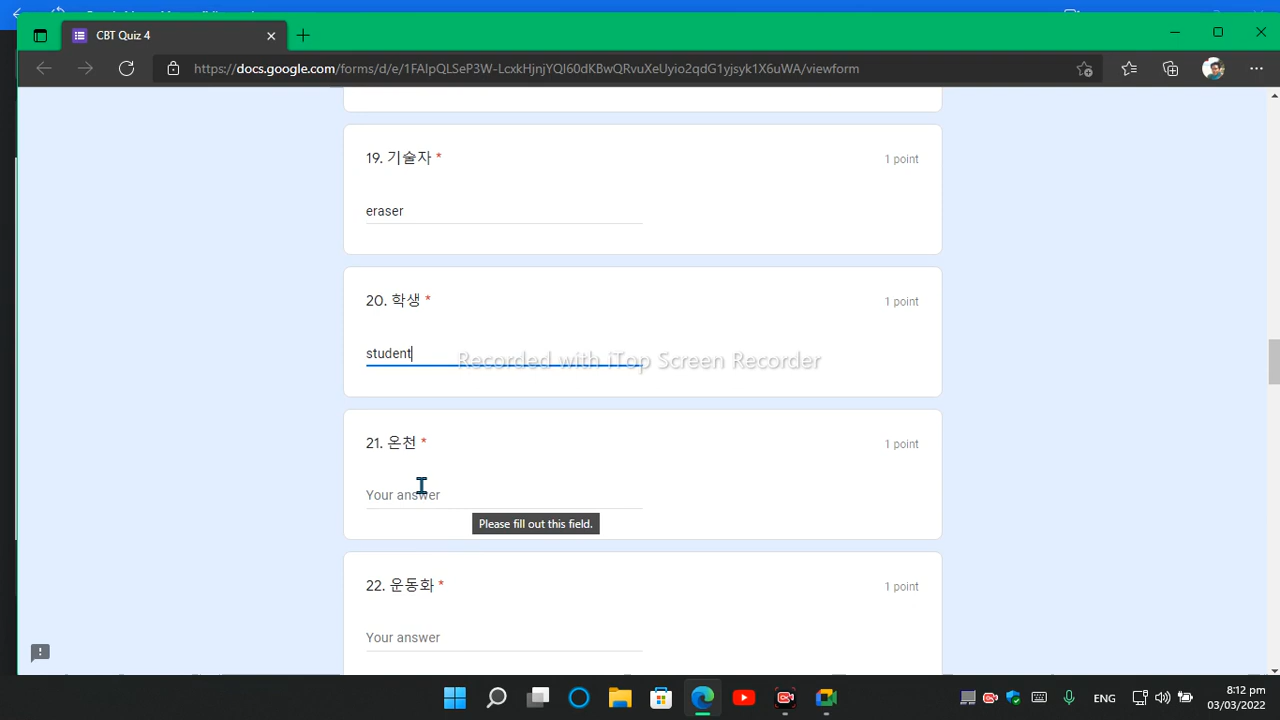 CBT Quiz 4
https://docs.google.com/forms/d/e/1FAIpQLSeP3W-LcxkHjnjYQI60dKBwQRvuXeUyio2qdG1yjsyk1X6uWA/viewform
19. 기술자 *
1 point
eraser
20. 학생 *
1 point
student
Recorded with iTop Screen Recorder
21. 온천 *
1 point
Your answer
Please fill out this field.
22. 운동화 *
1 point
Your answer
ENG
8:12 pm
03/03/2022